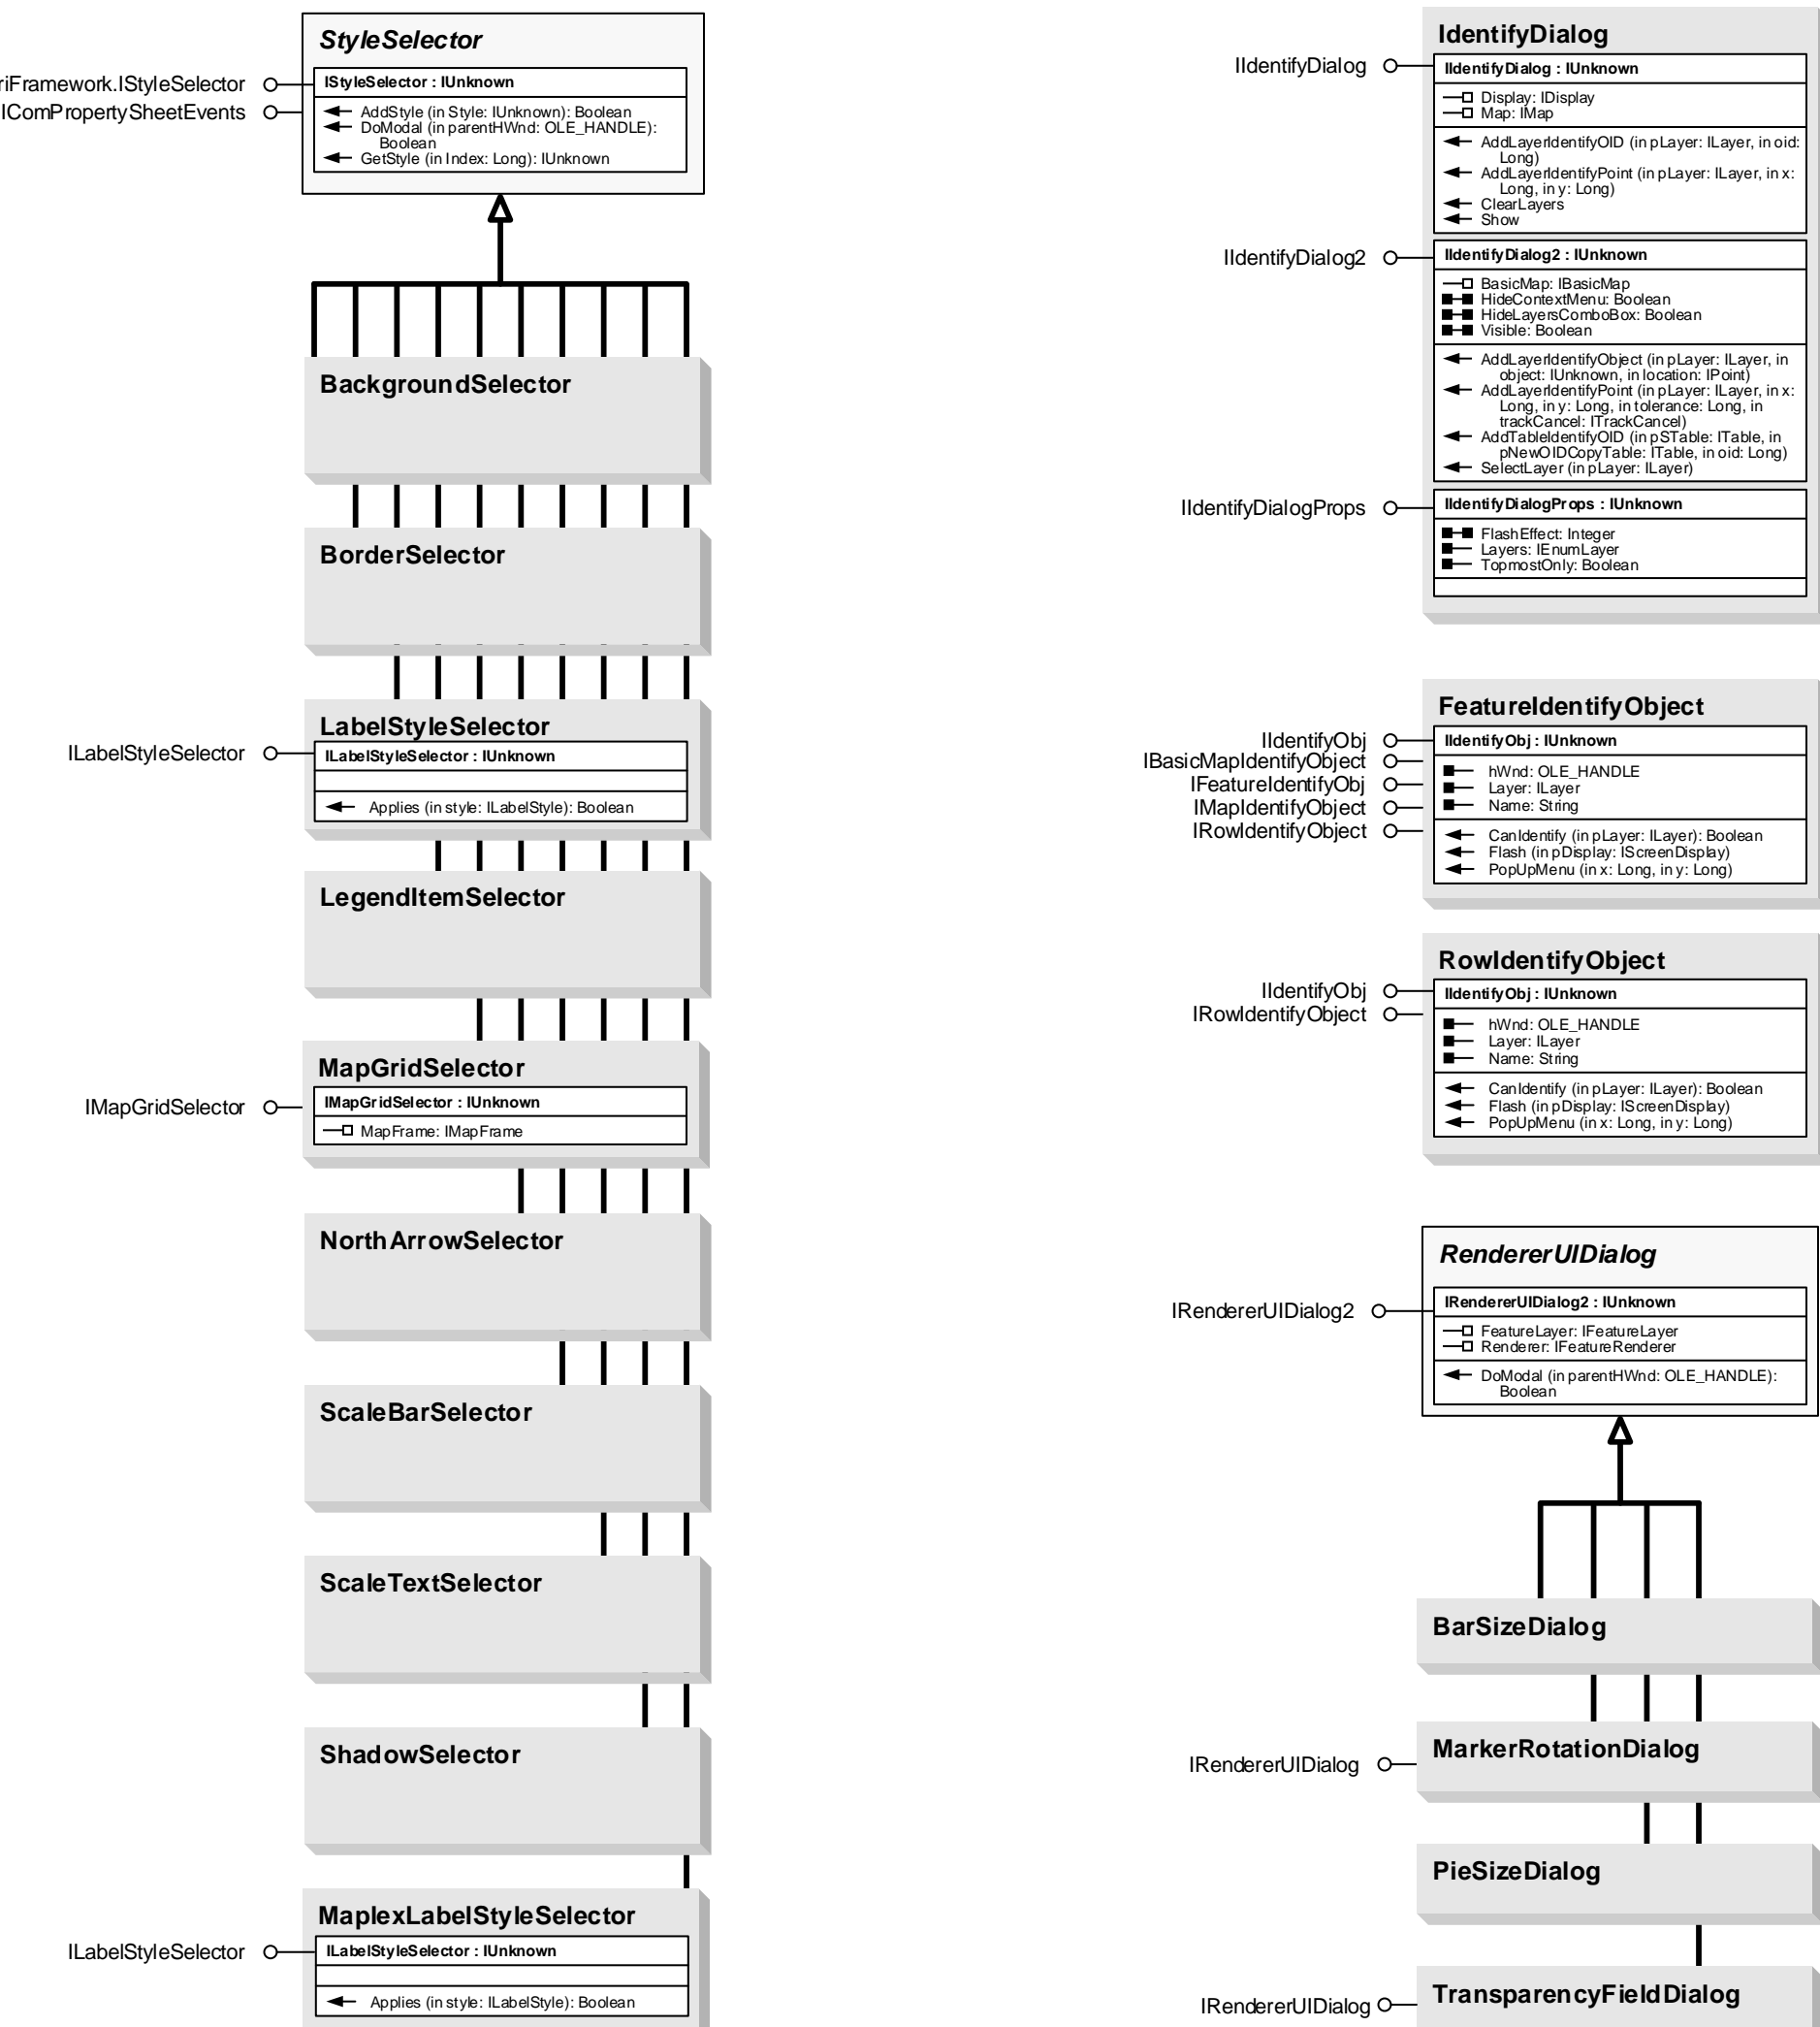 StyleSelector
riFramework.IStyleSelector
IComPropertySheetEvents
IStyleSelector : IUnknown
AddStyle (in Style: IUnknown): Boolean
DoModal (in parentHWnd: OLE_HANDLE):
Boolean
GetStyle (in Index: Long): IUnknown
BackgroundSelector
BorderSelector
LabelStyleSelector
ILabelStyleSelector
ILabelStyleSelector : IUnknown
Applies (in style: ILabelStyle): Boolean
LegendItemSelector
MapGridSelector
IMapGridSelector
IMapGridSelector : IUnknown
MapFrame: IMapFrame
NorthArrowSelector
ScaleBarSelector
ScaleTextSelector
ShadowSelector
MaplexLabelStyleSelector
ILabelStyleSelector
ILabelStyleSelector : IUnknown
Applies (in style: ILabelStyle): Boolean
IdentifyDialog
IIdentifyDialog
IIdentifyDialog : IUnknown
Display: IDisplay
Map: IMap
AddLayerIdentifyOID (in pLayer: ILayer, in oid:
Long)
AddLayerIdentifyPoint (in pLayer: ILayer, in x:
Long, in y: Long)
ClearLayers
Show
IIdentifyDialog2
IIdentifyDialog2 : IUnknown
BasicMap: IBasicMap
HideContextMenu: Boolean
HideLayersComboBox: Boolean
Visible: Boolean
AddLayerIdentifyObject (in pLayer: ILayer, in
object: IUnknown, in location: IPoint)
AddLayerIdentifyPoint (in pLayer: ILayer, in x:
Long, in y: Long, in tolerance: Long, in
trackCancel: ITrackCancel)
AddTableIdentifyOID (in pSTable: ITable, in
pNewOIDCopyTable: ITable, in oid: Long)
SelectLayer (in pLayer: ILayer)
IIdentifyDialogProps
IIdentifyDialogProps : IUnknown
FlashEffect: Integer
Layers: IEnumLayer
TopmostOnly: Boolean
FeatureIdentifyObject
IIdentifyObj
IBasicMapIdentifyObject
IFeatureIdentifyObj
IMapIdentifyObject
IRowIdentifyObject
IIdentifyObj : IUnknown
hWnd: OLE_HANDLE
Layer: ILayer
Name: String
CanIdentify (in pLayer: ILayer): Boolean
Flash (in pDisplay: IScreenDisplay)
PopUpMenu (in x: Long, in y: Long)
RowIdentifyObject
IIdentifyObj
IRowIdentifyObject
IIdentifyObj : IUnknown
hWnd: OLE_HANDLE
Layer: ILayer
Name: String
CanIdentify (in pLayer: ILayer): Boolean
Flash (in pDisplay: IScreenDisplay)
PopUpMenu (in x: Long, in y: Long)
RendererUIDialog
IRendererUIDialog2
IRendererUIDialog2 : IUnknown
FeatureLayer: IFeatureLayer
Renderer: IFeatureRenderer
DoModal (in parentHWnd: OLE_HANDLE):
Boolean
BarSizeDialog
MarkerRotationDialog
IRendererUIDialog
PieSizeDialog
TransparencyFieldDialog
IRendererUIDialog